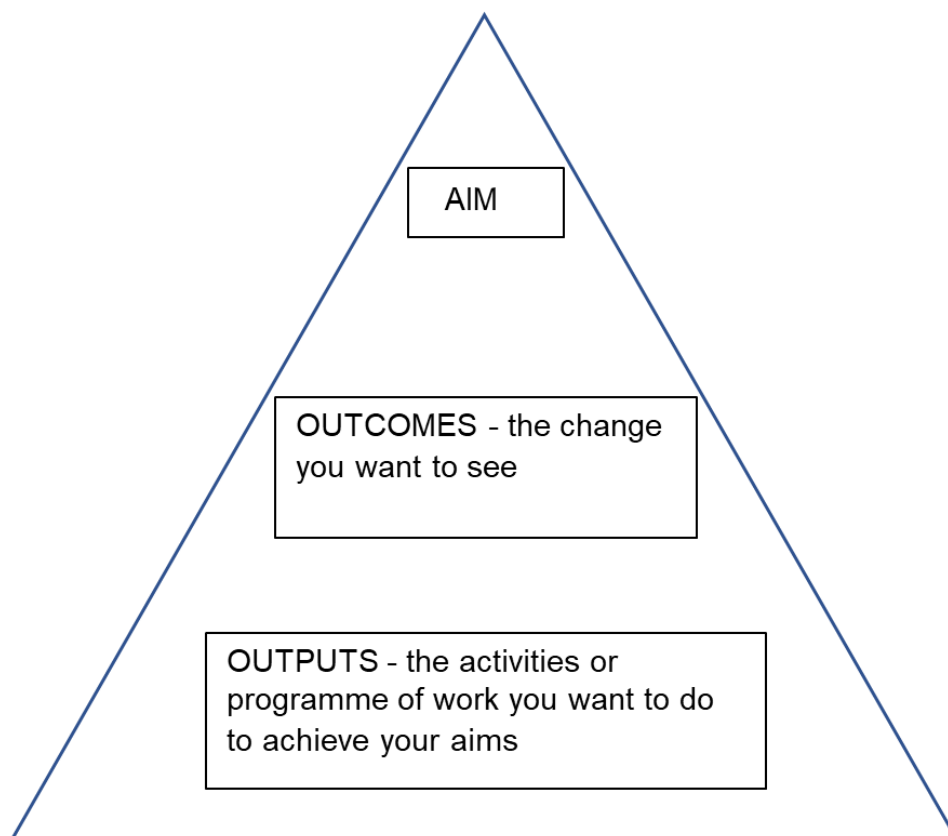 AIM
OUTCOMES - the change
you want to see
OUTPUTS - the activities or
programme of work you want to do
to achieve your aims